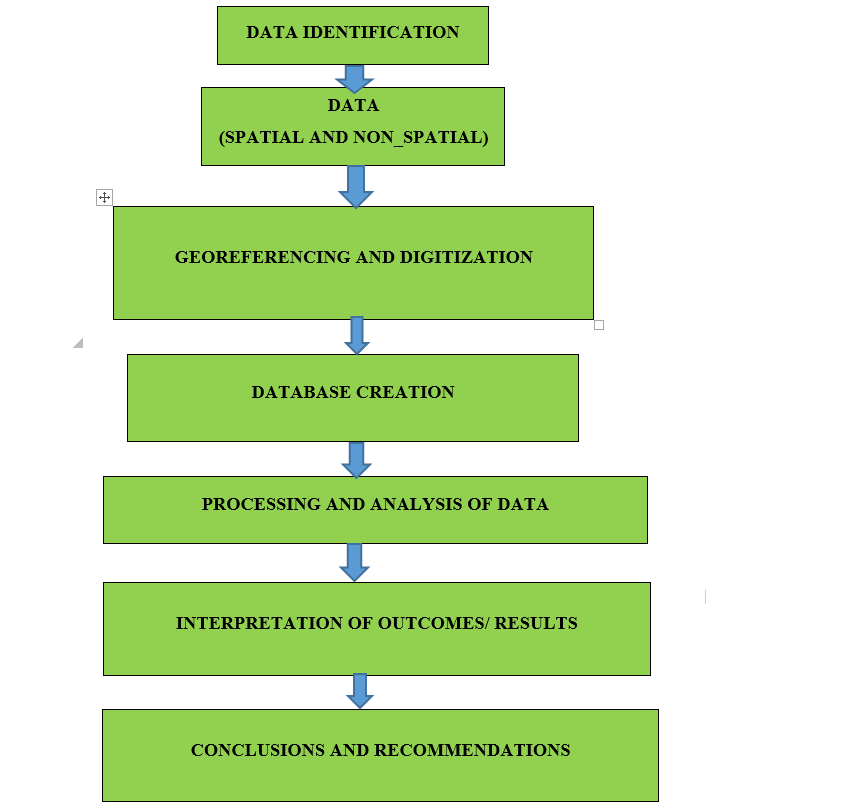 DATA IDENTIFICATION
DATA
(SPATIAL AND NON_SPATIAL)
GEOREFERENCING AND DIGITIZATION
DATABASE CREATION
PROCESSING AND ANALYSIS OF DATA
INTERPRETATION OF OUTCOMES/ RESULTS
CONCLUSIONS AND RECOMMENDATIONS